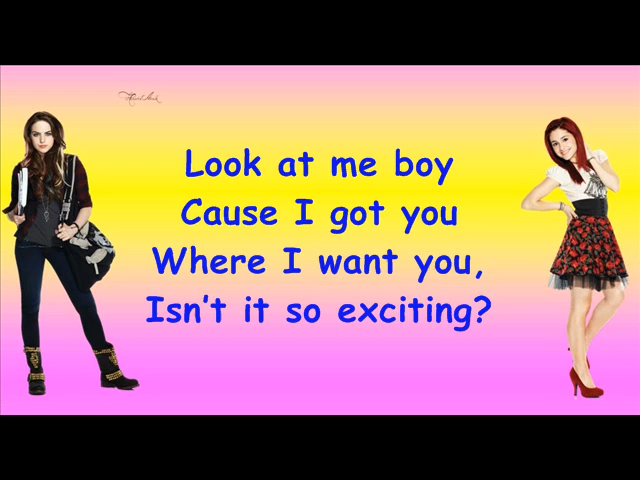 Look at me boy
Cause I got you
Where I want you,
Isn't it so exciting?